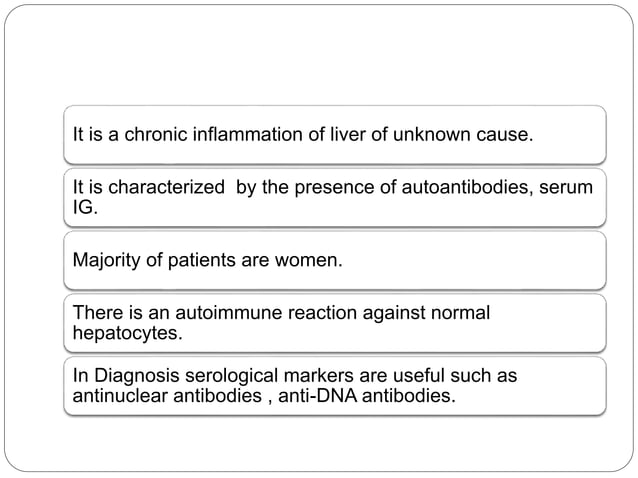 It is a chronic inflammation of liver of unknown cause.
It is characterized  by the presence of autoantibodies, serum
IG.
Majority of patients are women.
There is an autoimmune reaction against normal
hepatocytes.
In Diagnosis serological markers are useful such as
antinuclear antibodies , anti-DNA antibodies.